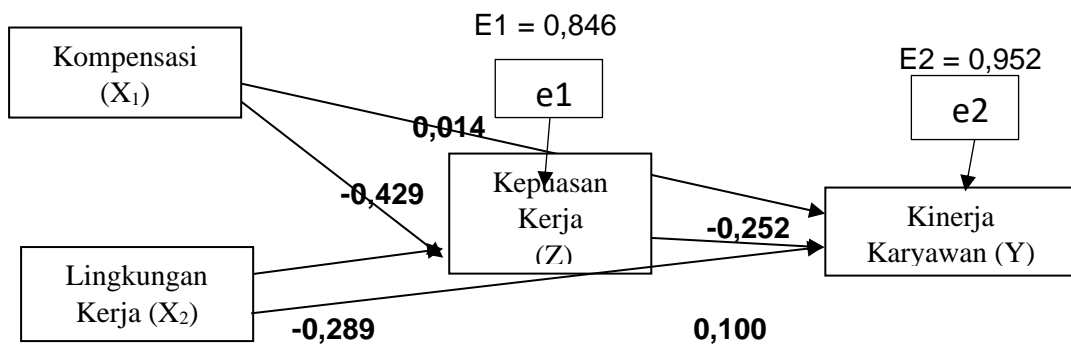 E1 = 0,846
E2 = 0,952
Kompensasi
(X₁)
e1
e2
0,014
-0,429
Kepuasan
Kerja
(Z)
-0,252
Kinerja
Karyawan (Y)
Lingkungan
Kerja (X₂)
-0,289
0,100